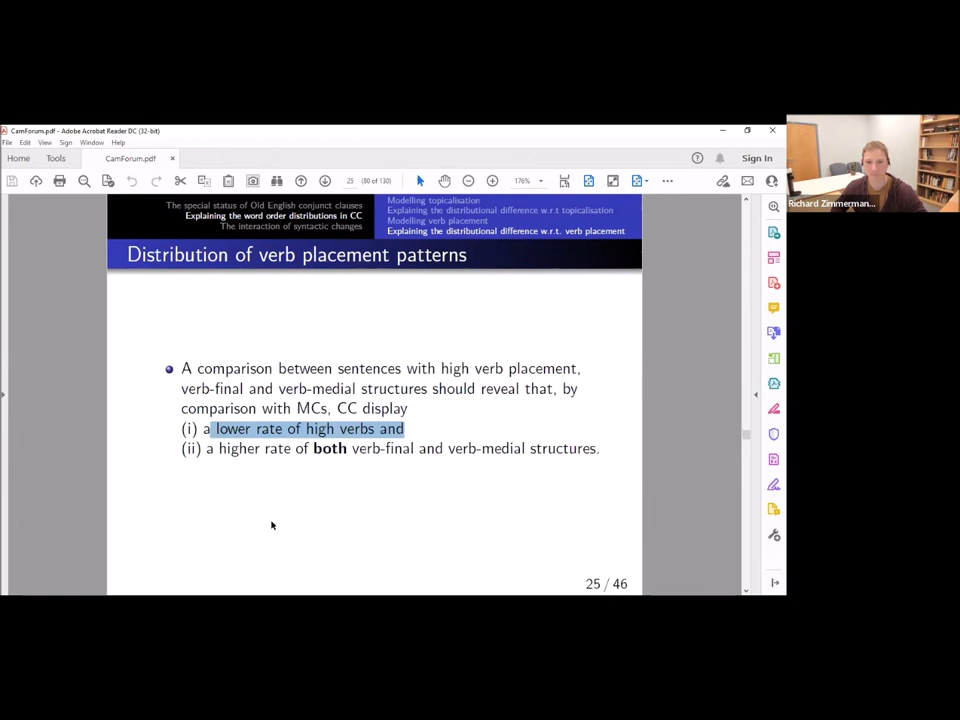 CamForum.pdf - Adobe Acrobat Reader DC (32-bit)
File Edit View Sign Window Help
Home Tools CamForum.pdf × Sign In
25 (80 of 130) 176%
The special status of Old English conjunct clauses
Explaining the word order distributions in CC
The interaction of syntactic changes
Modelling topicalisation
Explaining the distributional difference w.r.t topicalisation
Modelling verb placement
Explaining the distributional difference w.r.t. verb placement
Distribution of verb placement patterns
A comparison between sentences with high verb placement,
verb-final and verb-medial structures should reveal that, by
comparison with MCs, CC display
(i) a lower rate of high verbs and
(ii) a higher rate of both verb-final and verb-medial structures.
25 / 46
Richard Zimmerman...